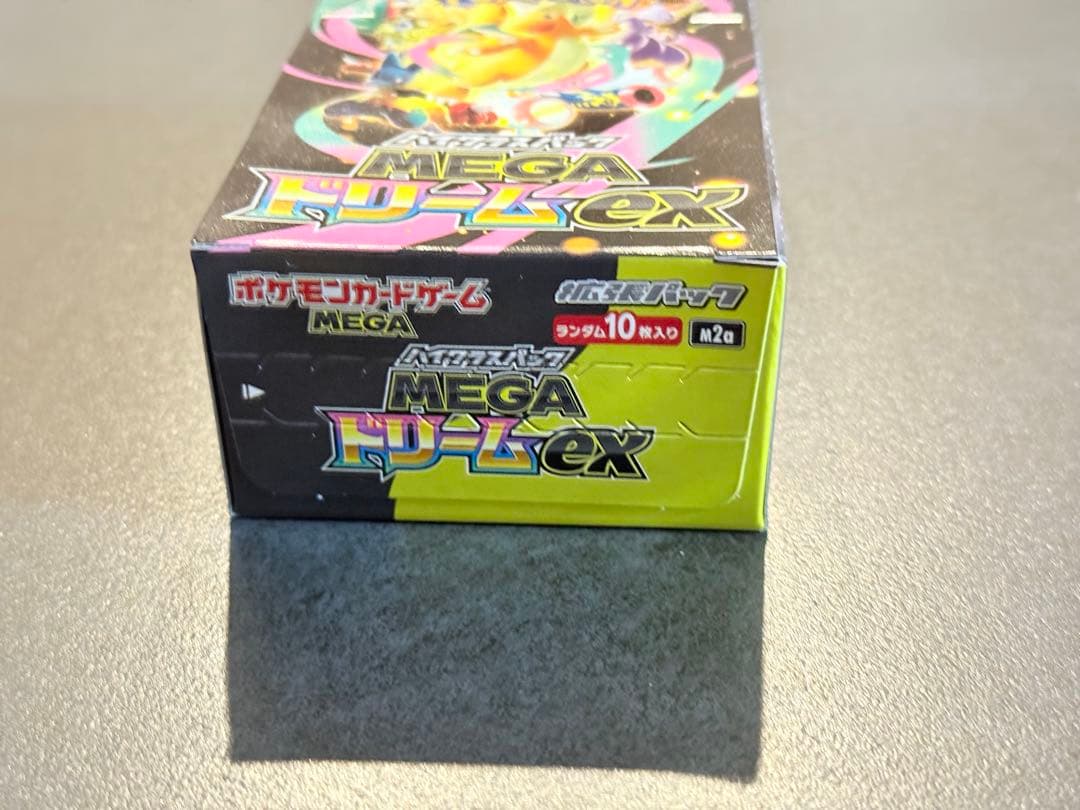 ハイクラスパック
MEGA
ドリームex
ポケモンカードゲーム
MEGA
拡張パック
ランダム10枚入り
M2a
ハイクラスパック
MEGA
ドリームex